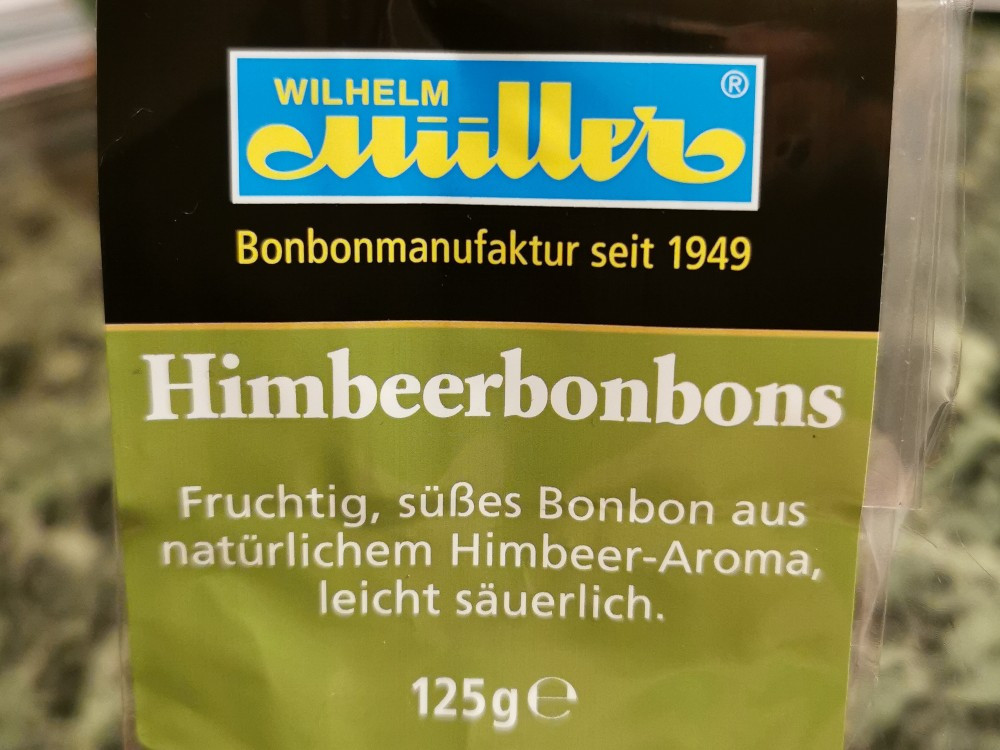 WILHELM
Müller ®
Bonbonmanufaktur seit 1949
Himbeerbonbons
Fruchtig, süßes Bonbon aus
natürlichem Himbeer-Aroma,
leicht säuerlich.
125g ℮